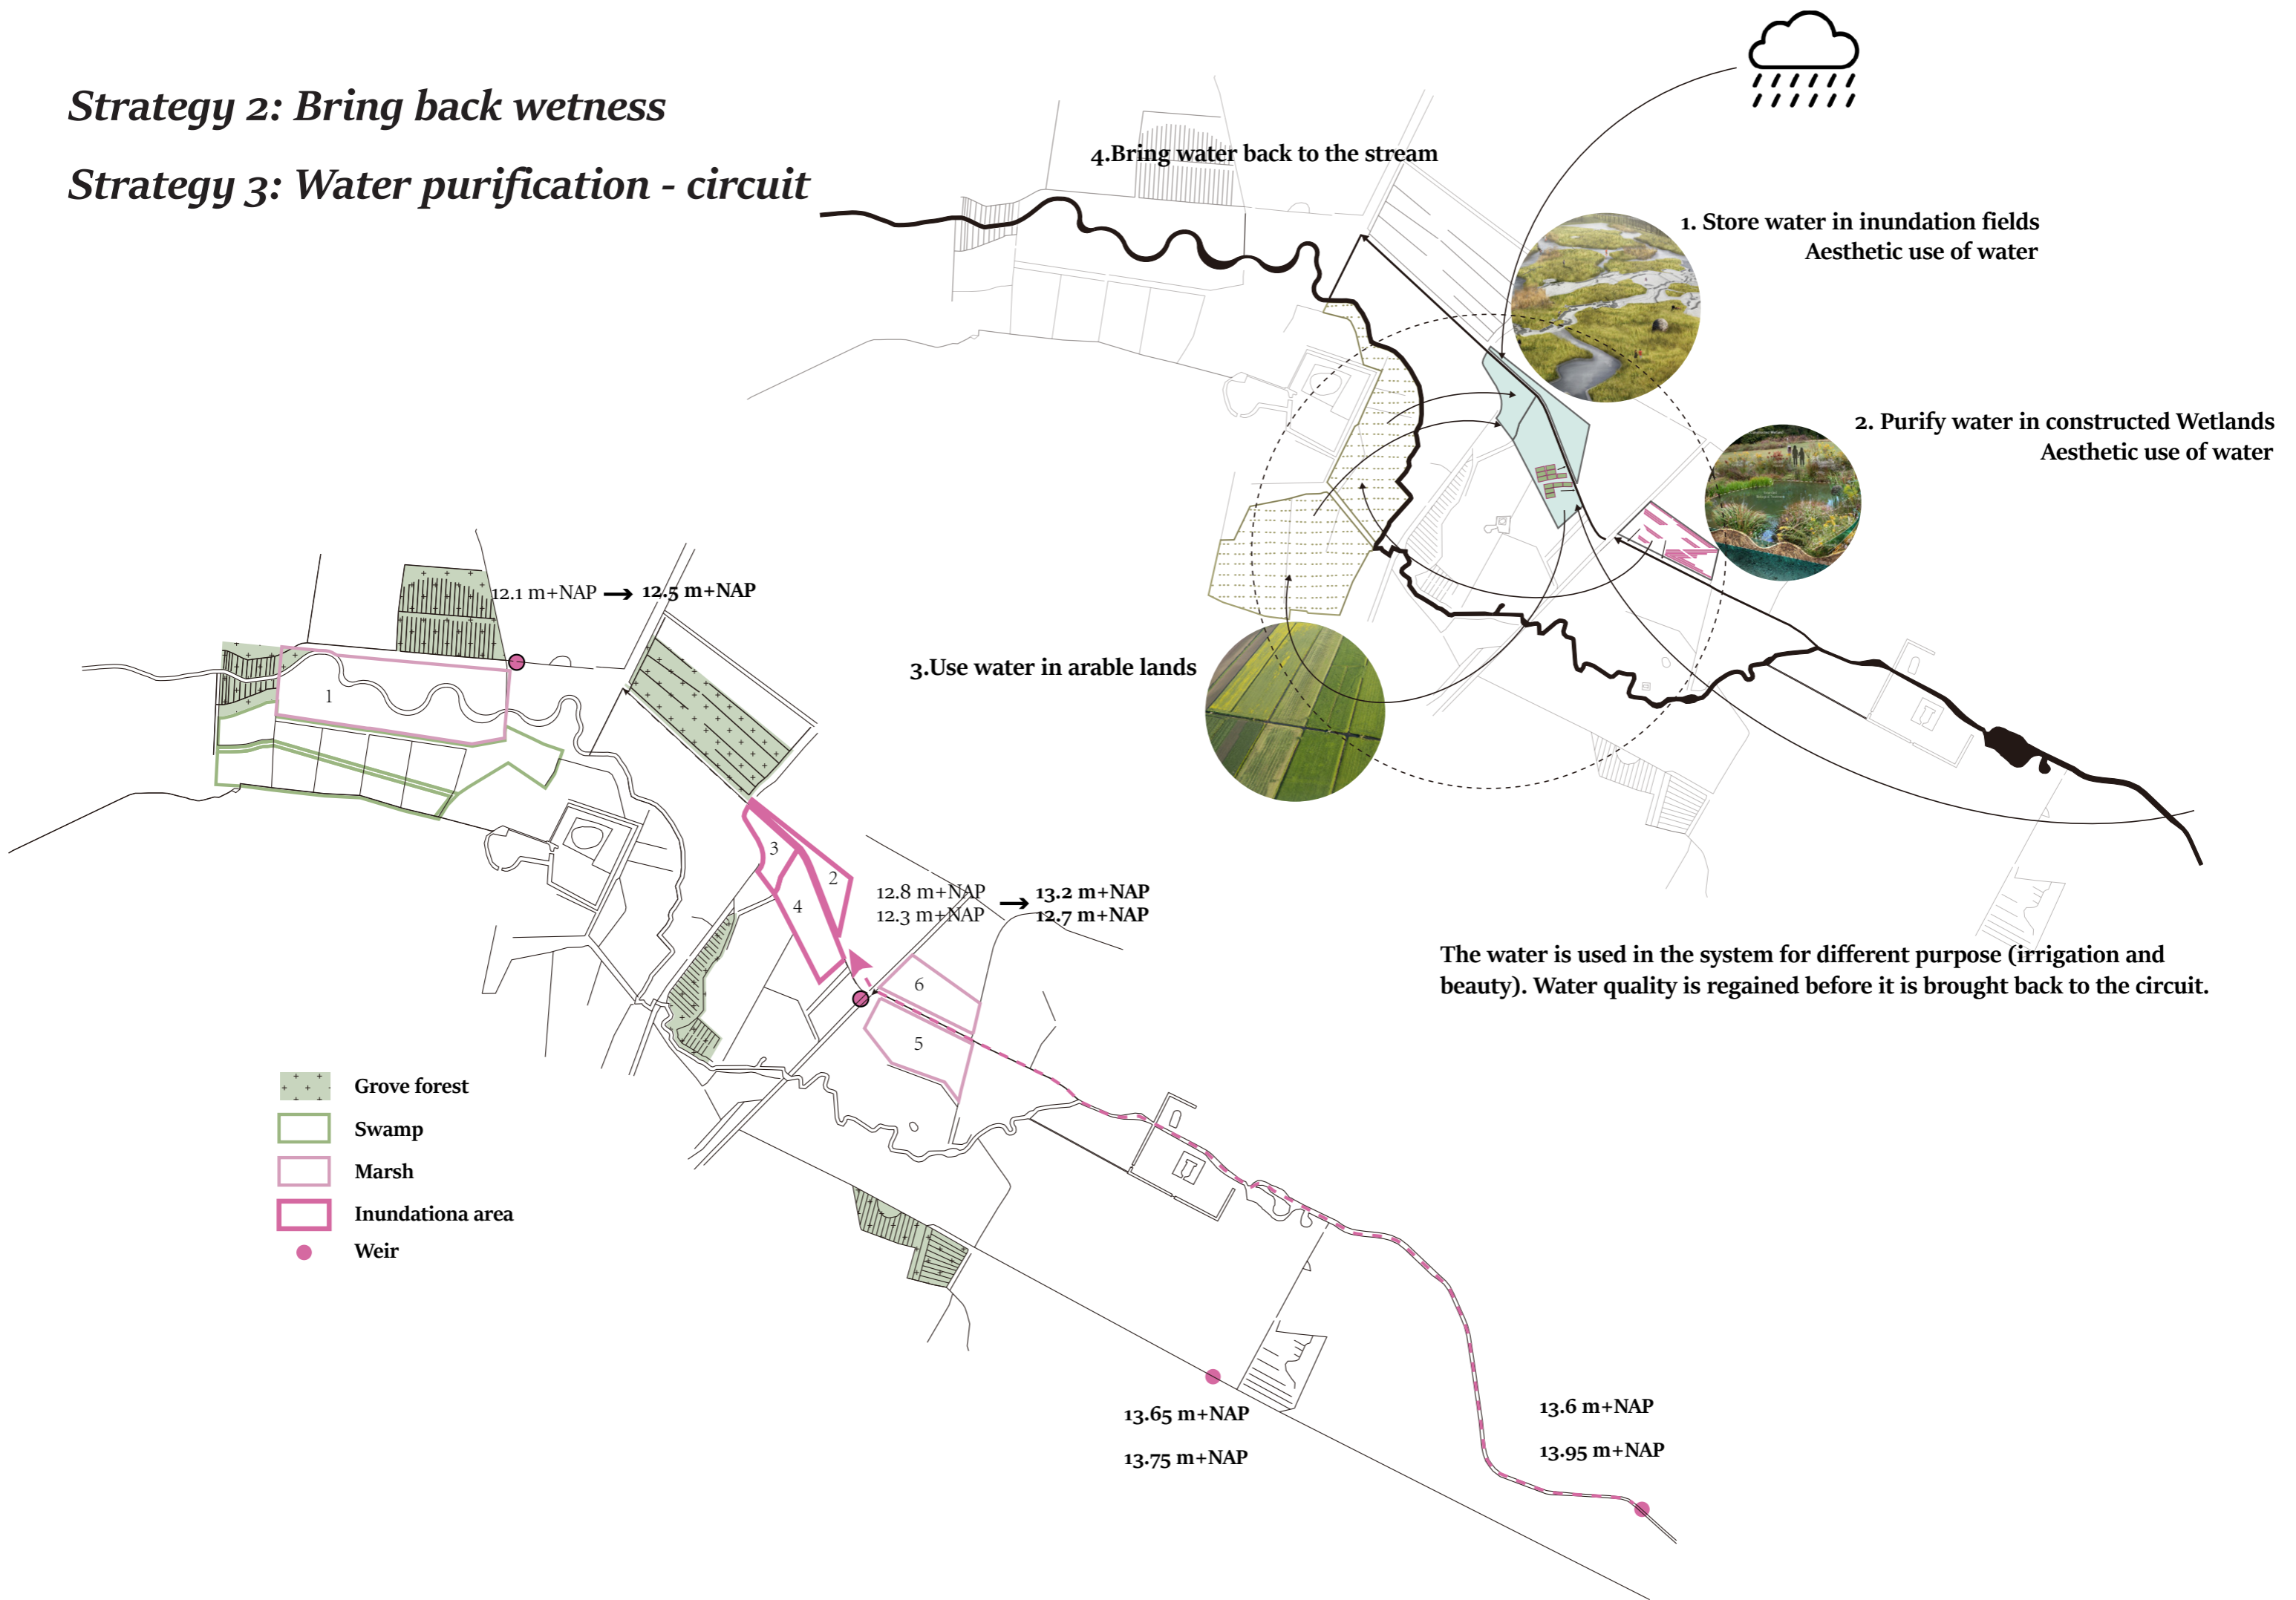 Strategy 2: Bring back wetness
Strategy 3: Water purification - circuit
4.Bring water back to the stream
1. Store water in inundation fields
Aesthetic use of water
2. Purify water in constructed Wetlands
Aesthetic use of water
3.Use water in arable lands
The water is used in the system for different purpose (irrigation and
beauty). Water quality is regained before it is brought back to the circuit.
12.1 m+NAP → 12.5 m+NAP
1
3
2
4
12.8 m+NAP → 13.2 m+NAP
12.3 m+NAP 12.7 m+NAP
6
5
Grove forest
Swamp
Marsh
Inundationa area
Weir
13.65 m+NAP
13.75 m+NAP
13.6 m+NAP
13.95 m+NAP